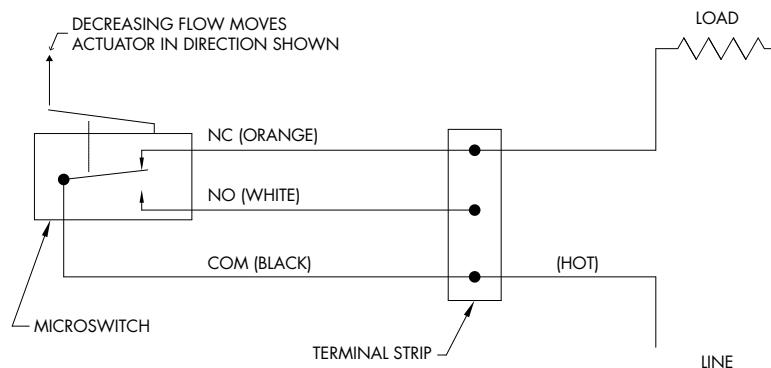 DECREASING FLOW MOVES
ACTUATOR IN DIRECTION SHOWN
LOAD
NC (ORANGE)
NO (WHITE)
COM (BLACK)
(HOT)
MICROSWITCH
TERMINAL STRIP
LINE